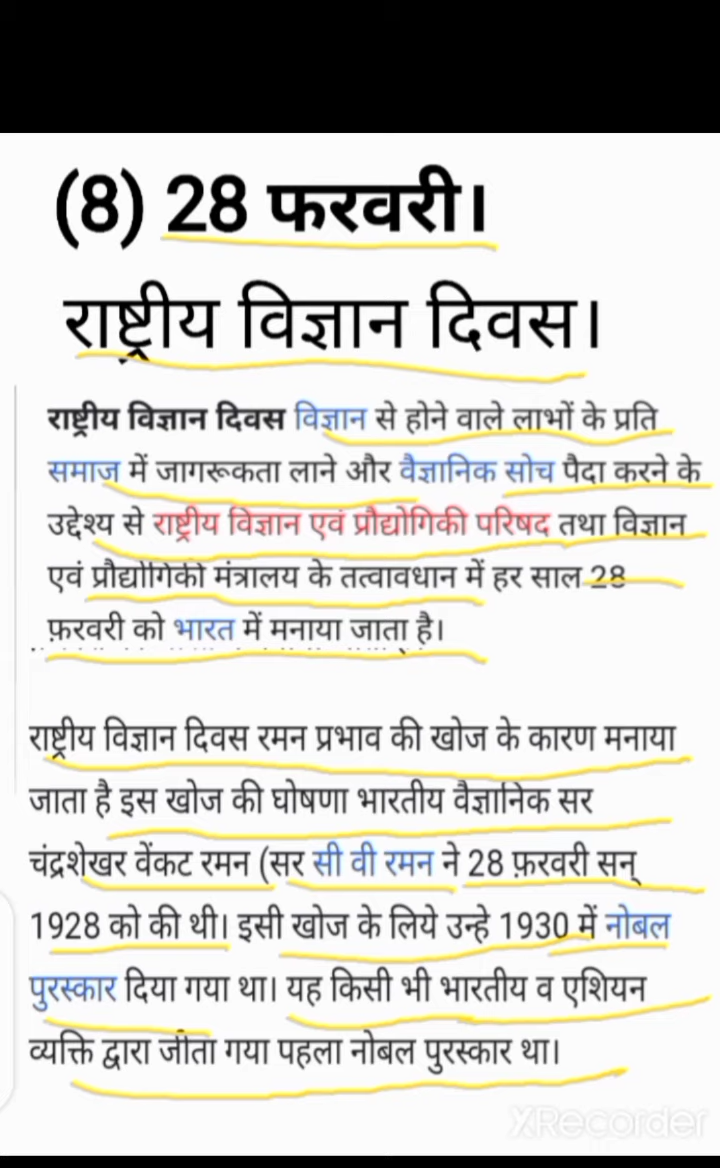 (8) 28 फरवरी।
राष्ट्रीय विज्ञान दिवस।
राष्ट्रीय विज्ञान दिवस विज्ञान से होने वाले लाभों के प्रति
समाज में जागरूकता लाने और वैज्ञानिक सोच पैदा करने के
उद्देश्य से राष्ट्रीय विज्ञान एवं प्रौद्योगिकी परिषद तथा विज्ञान
एवं प्रौद्योगिकी मंत्रालय के तत्वावधान में हर साल 28
फ़रवरी को भारत में मनाया जाता है।
राष्ट्रीय विज्ञान दिवस रमन प्रभाव की खोज के कारण मनाया
जाता है इस खोज की घोषणा भारतीय वैज्ञानिक सर
चंद्रशेखर वेंकट रमन (सर सी वी रमन ने 28 फ़रवरी सन्
1928 को की थी। इसी खोज के लिये उन्हे 1930 में नोबल
पुरस्कार दिया गया था। यह किसी भी भारतीय व एशियन
व्यक्ति द्वारा जीता गया पहला नोबल पुरस्कार था।
XRecorder